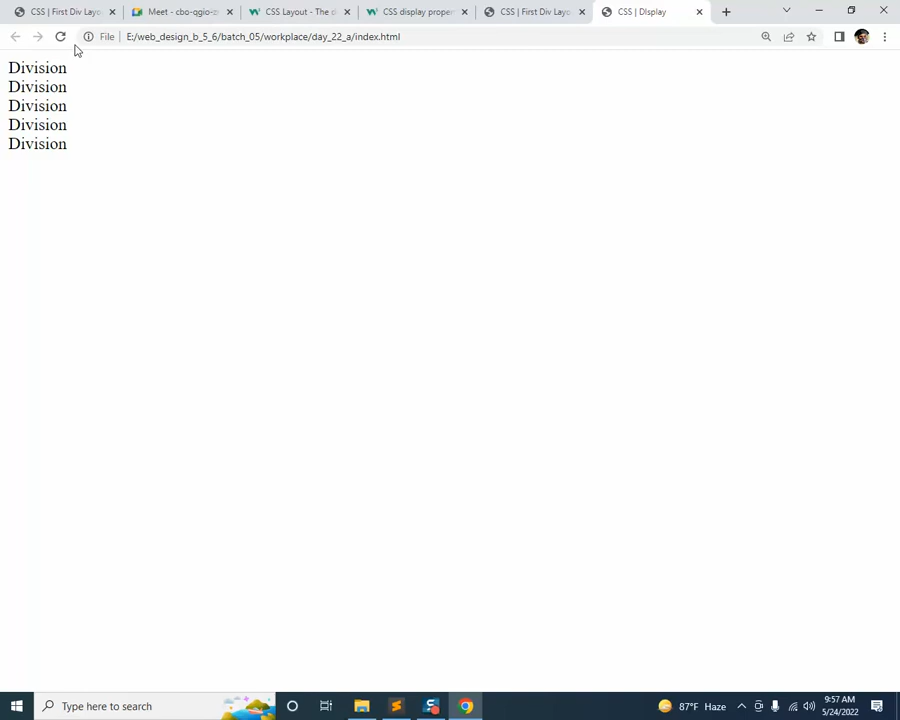 CSS | First Div Layo
Meet - cbo-qgio-z
CSS Layout - The d
CSS display proper
CSS | First Div Layo
CSS | DIsplay
File
E:/web_design_b_5_6/batch_05/workplace/day_22_a/index.html
Division
Division
Division
Division
Division
Type here to search
87°F Haze
9:57 AM
5/24/2022